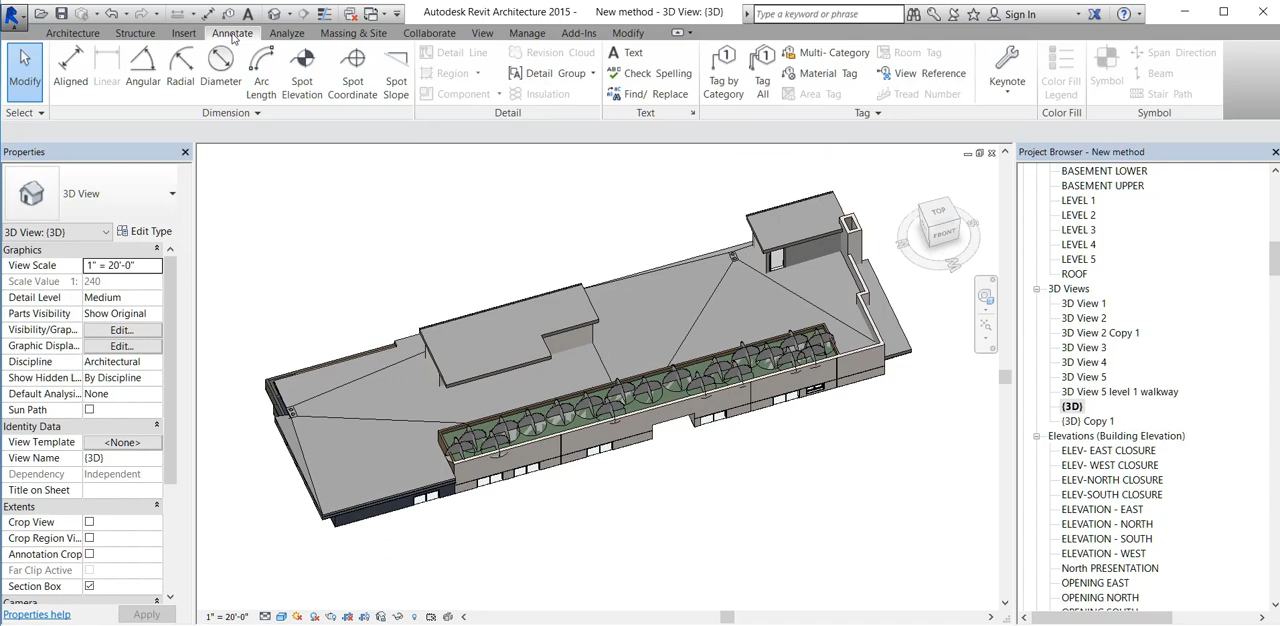 Autodesk Revit Architecture 2015 - New method - 3D View: {3D}
Type a keyword or phrase
Sign In
Architecture Structure Insert Annotate Analyze Massing & Site Collaborate View Manage Add-Ins Modify
Modify
Aligned Linear Angular Radial Diameter Arc Length Spot Elevation Spot Coordinate Spot Slope
Detail Line Revision Cloud
Region Detail Group
Component Insulation
Text
Check Spelling
Find/ Replace
Tag by Category Tag All
Multi- Category Room Tag
Material Tag View Reference
Area Tag Tread Number
Keynote
Color Fill Legend
Symbol
Span Direction
Beam
Stair Path
Select Dimension Detail Text Tag Color Fill Symbol
Properties
3D View
3D View: {3D} Edit Type
Graphics
View Scale 1" = 20'-0"
Scale Value 1: 240
Detail Level Medium
Parts Visibility Show Original
Visibility/Grap... Edit...
Graphic Displa... Edit...
Discipline Architectural
Show Hidden L... By Discipline
Default Analysi... None
Sun Path
Identity Data
View Template <None>
View Name {3D}
Dependency Independent
Title on Sheet
Extents
Crop View
Crop Region Vi...
Annotation Crop
Far Clip Active
Section Box
Camera
Properties help Apply
TOP
FRONT
1" = 20'-0"
Project Browser - New method
BASEMENT LOWER
BASEMENT UPPER
LEVEL 1
LEVEL 2
LEVEL 3
LEVEL 4
LEVEL 5
ROOF
3D Views
3D View 1
3D View 2
3D View 2 Copy 1
3D View 3
3D View 4
3D View 5
3D View 5 level 1 walkway
{3D}
{3D} Copy 1
Elevations (Building Elevation)
ELEV- EAST CLOSURE
ELEV- WEST CLOSURE
ELEV-NORTH CLOSURE
ELEV-SOUTH CLOSURE
ELEVATION - EAST
ELEVATION - NORTH
ELEVATION - SOUTH
ELEVATION - WEST
North PRESENTATION
OPENING EAST
OPENING NORTH
OPENING SOUTH